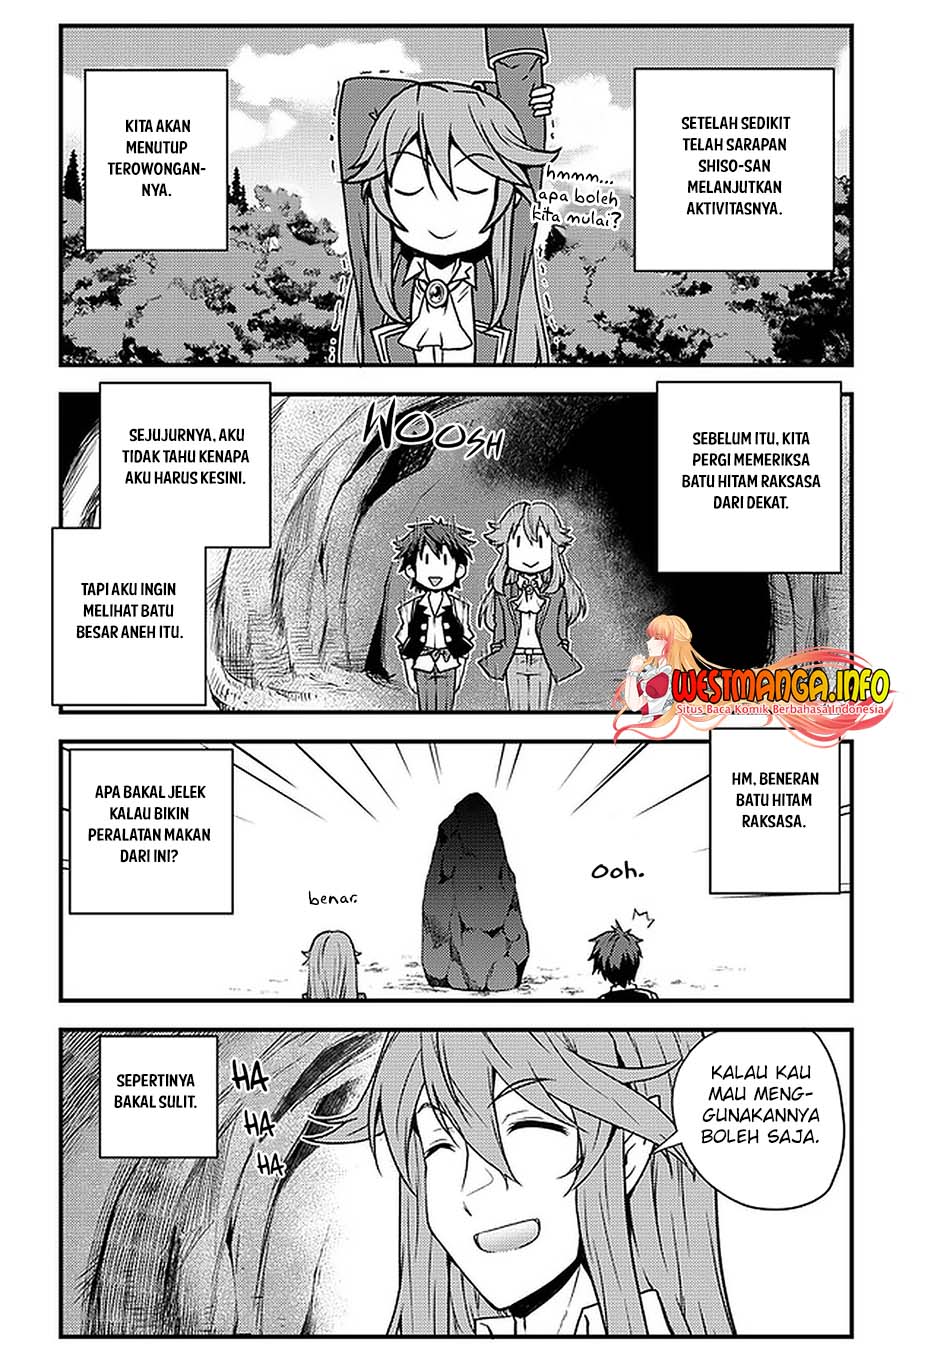 SETELAH SEDIKIT
TELAH SARAPAN
SHISO-SAN
MELANJUTKAN
AKTIVITASNYA.
hmmm...
apa boleh
kita mulai?
KITA AKAN
MENUTUP
TEROWONGAN-
NYA.
SEBELUM ITU, KITA
PERGI MEMERIKSA
BATU HITAM RAKSASA
DARI DEKAT.
WOOSH
SEJUJURNYA, AKU
TIDAK TAHU KENAPA
AKU HARUS KESINI.
TAPI AKU INGIN
MELIHAT BATU
BESAR ANEH ITU.
WESTMANGA.INFO
Situs Baca Komik Berbahasa Indonesia
HM, BENERAN
BATU HITAM
RAKSASA.
Ooh.
benar.
APA BAKAL JELEK
KALAU BIKIN
PERALATAN MAKAN
DARI INI?
KALAU KAU
MAU MENG-
GUNAKANNYA
BOLEH SAJA.
HA
HA
HA
SEPERTINYA
BAKAL SULIT.